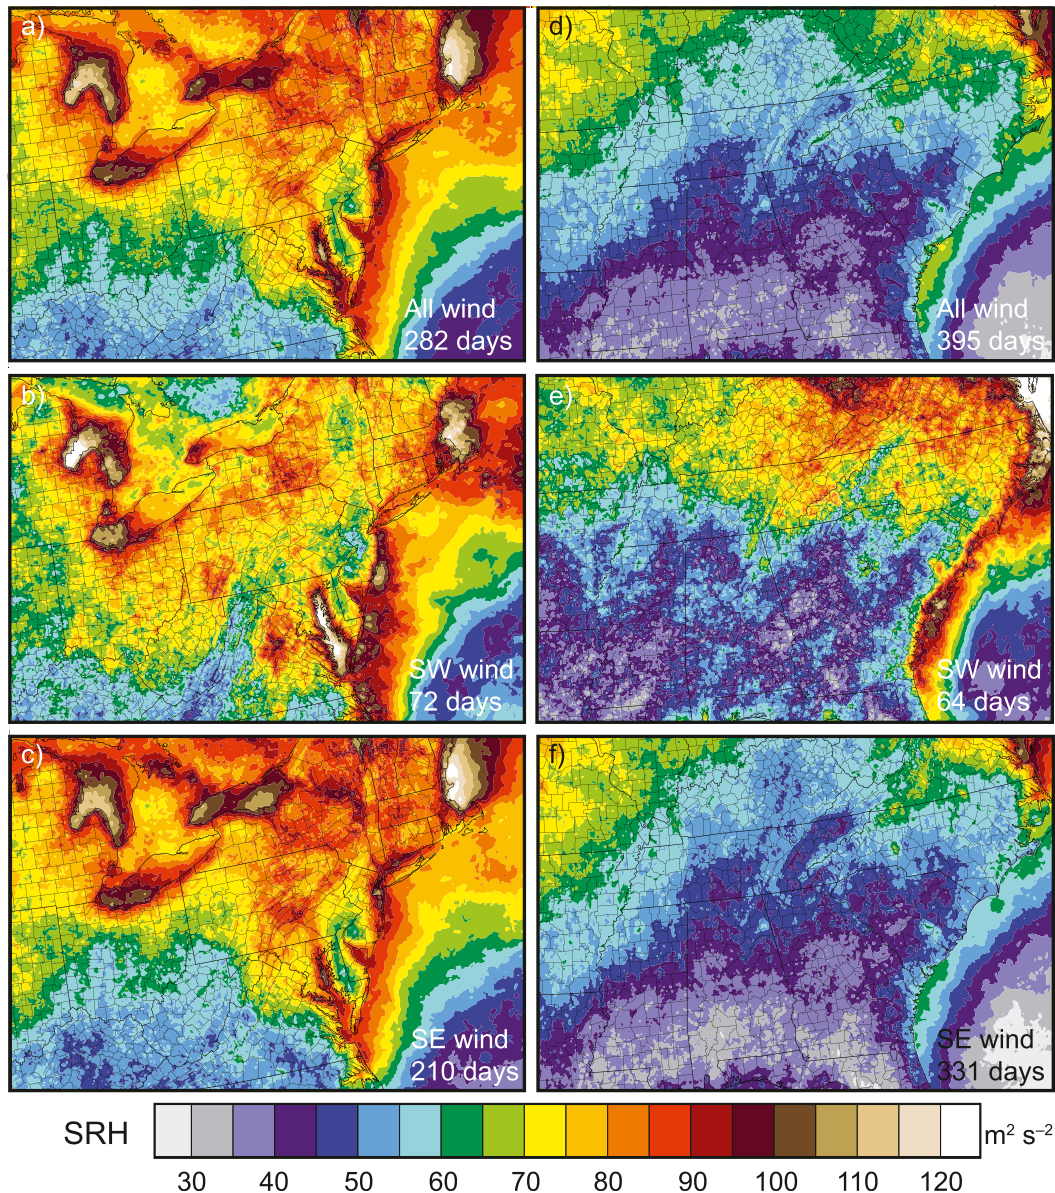 a)
All wind
282 days
d)
All wind
395 days
b)
SW wind
72 days
e)
SW wind
64 days
c)
SE wind
210 days
f)
SE wind
331 days
SRH
m² s⁻²
30 40 50 60 70 80 90 100 110 120